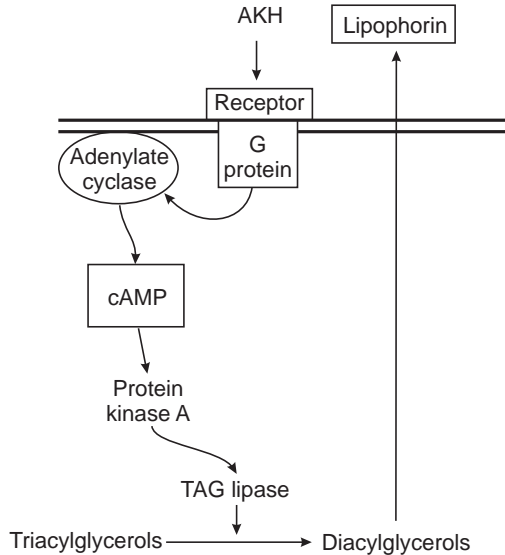 AKH
Lipophorin
Receptor
G
protein
Adenylate
cyclase
cAMP
Protein
kinase A
TAG lipase
Triacylglycerols
Diacylglycerols